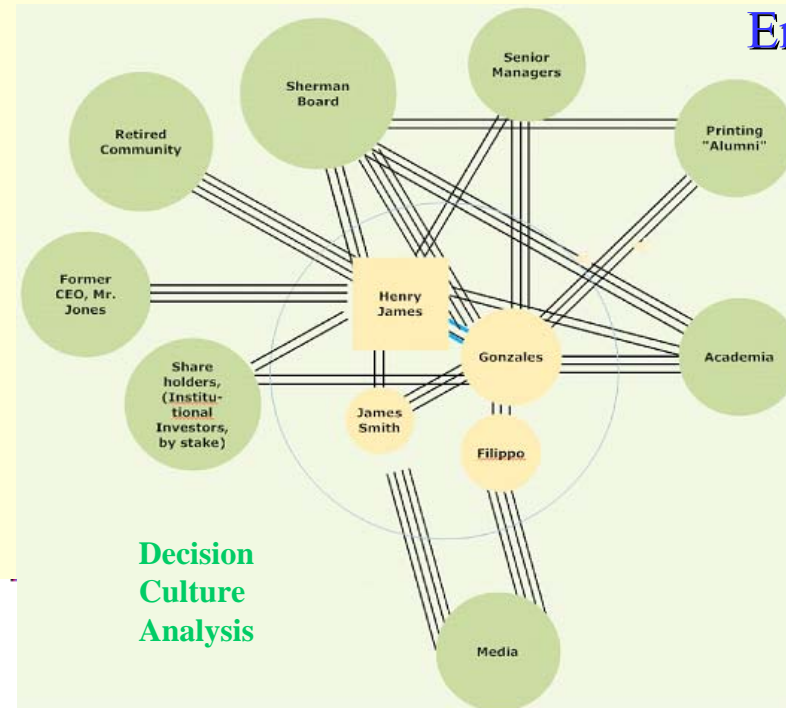 Sherman
Board
Senior
Managers
Retired
Community
Printing
"Alumni"
Former
CEO, Mr.
Jones
Henry
James
Gonzales
Academia
Share
holders,
(Institu-
tional
Investors,
by stake)
James
Smith
Filippo
Decision
Culture
Analysis
Media